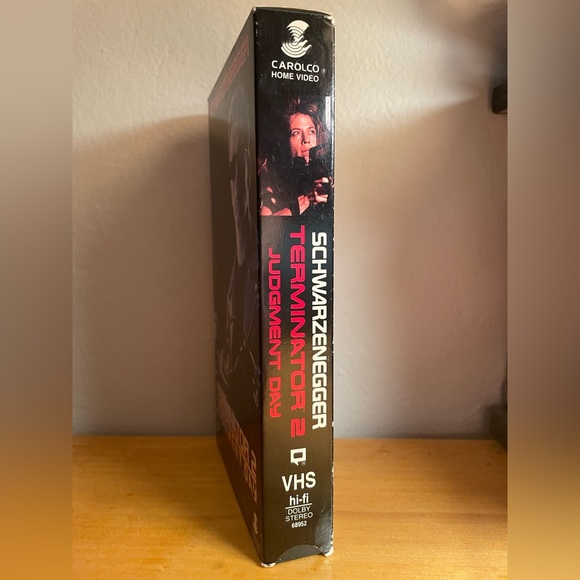 CAROLCO®
HOME VIDEO
SCHWARZENEGGER
TERMINATOR 2
JUDGMENT DAY
VHS
hi-fi
DOLBY
STEREO
68952